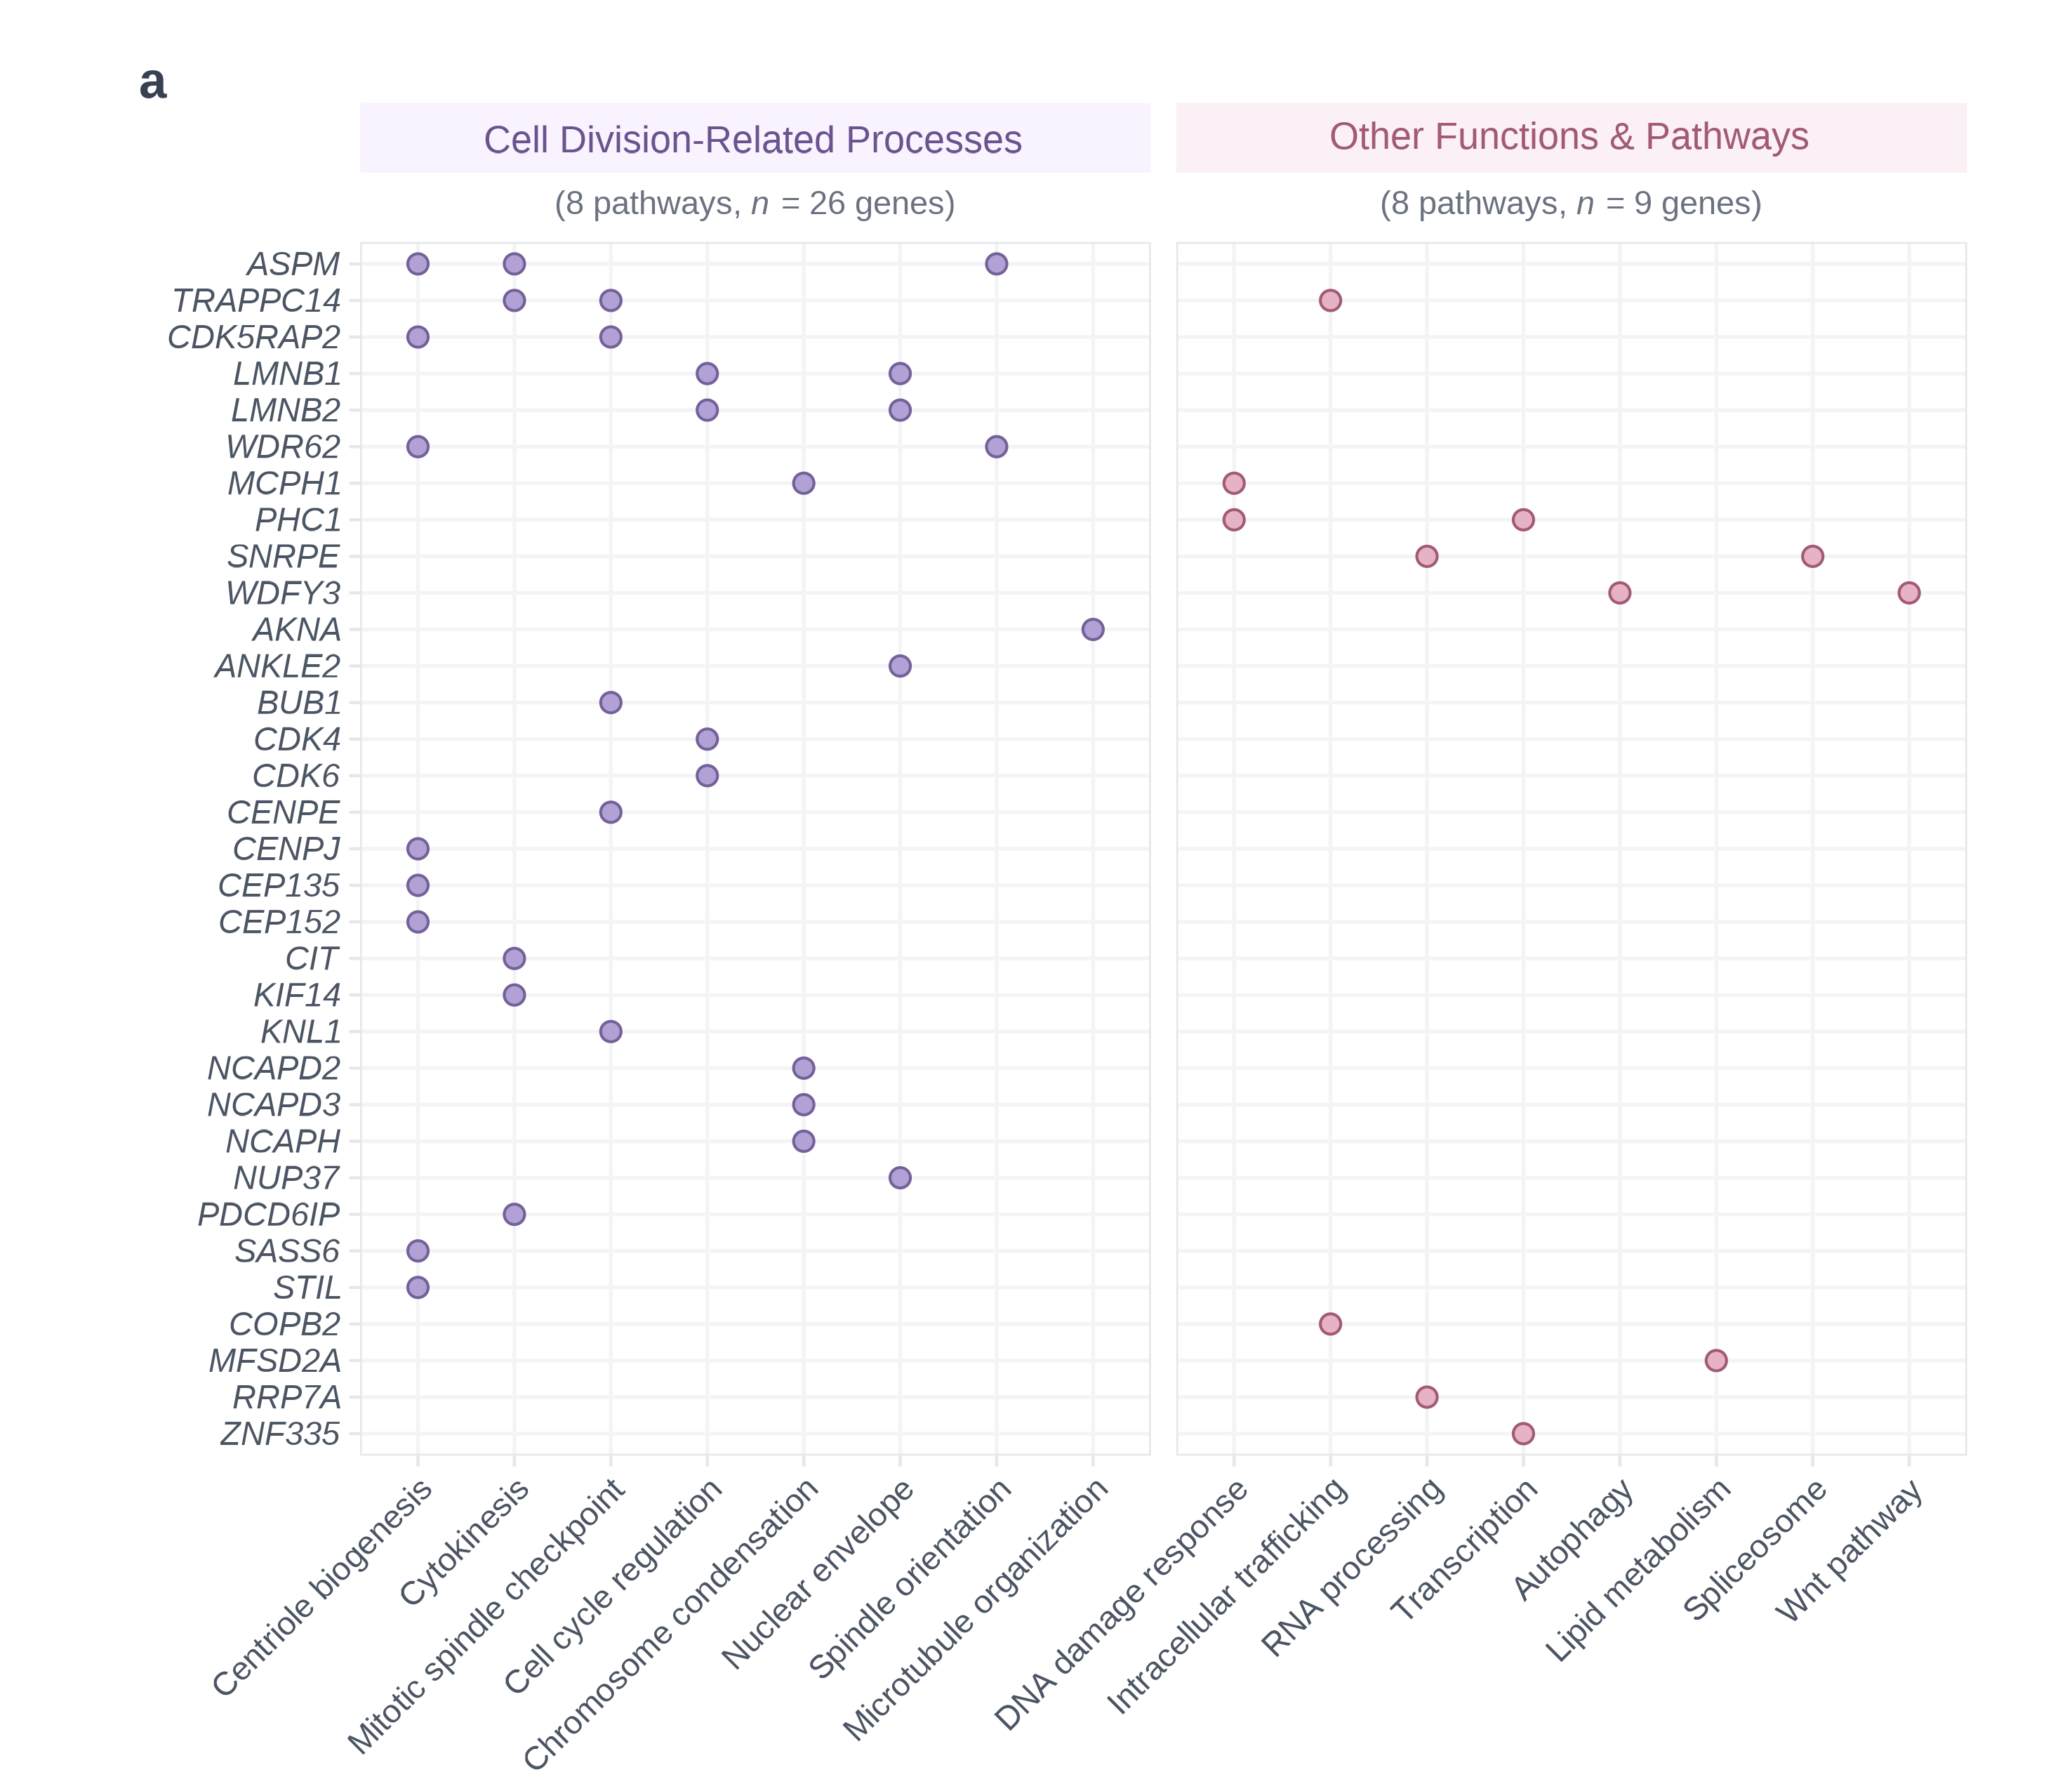 a
Cell Division-Related Processes
Other Functions & Pathways
(8 pathways, n = 26 genes)
(8 pathways, n = 9 genes)
ASPM
TRAPPC14
CDK5RAP2
LMNB1
LMNB2
WDR62
MCPH1
PHC1
SNRPE
WDFY3
AKNA
ANKLE2
BUB1
CDK4
CDK6
CENPE
CENPJ
CEP135
CEP152
CIT
KIF14
KNL1
NCAPD2
NCAPD3
NCAPH
NUP37
PDCD6IP
SASS6
STIL
COPB2
MFSD2A
RRP7A
ZNF335
Centriole biogenesis
Cytokinesis
Mitotic spindle checkpoint
Cell cycle regulation
Chromosome condensation
Nuclear envelope
Spindle orientation
Microtubule organization
DNA damage response
Intracellular trafficking
RNA processing
Transcription
Autophagy
Lipid metabolism
Spliceosome
Wnt pathway